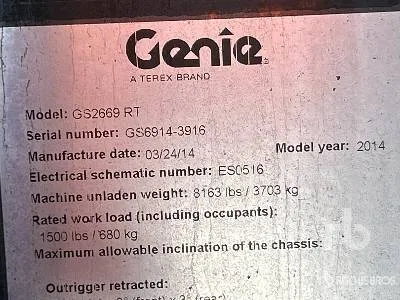 Genie
A TEREX BRAND
Model: GS2669 RT
Serial number: GS6914-3916
Manufacture date: 03/24/14 Model year: 2014
Electrical schematic number: ES0516
Machine unladen weight: 8163 lbs / 3703 kg
Rated work load (including occupants):
1500 lbs / 680 kg
Maximum allowable inclination of the chassis:
Outrigger retracted: